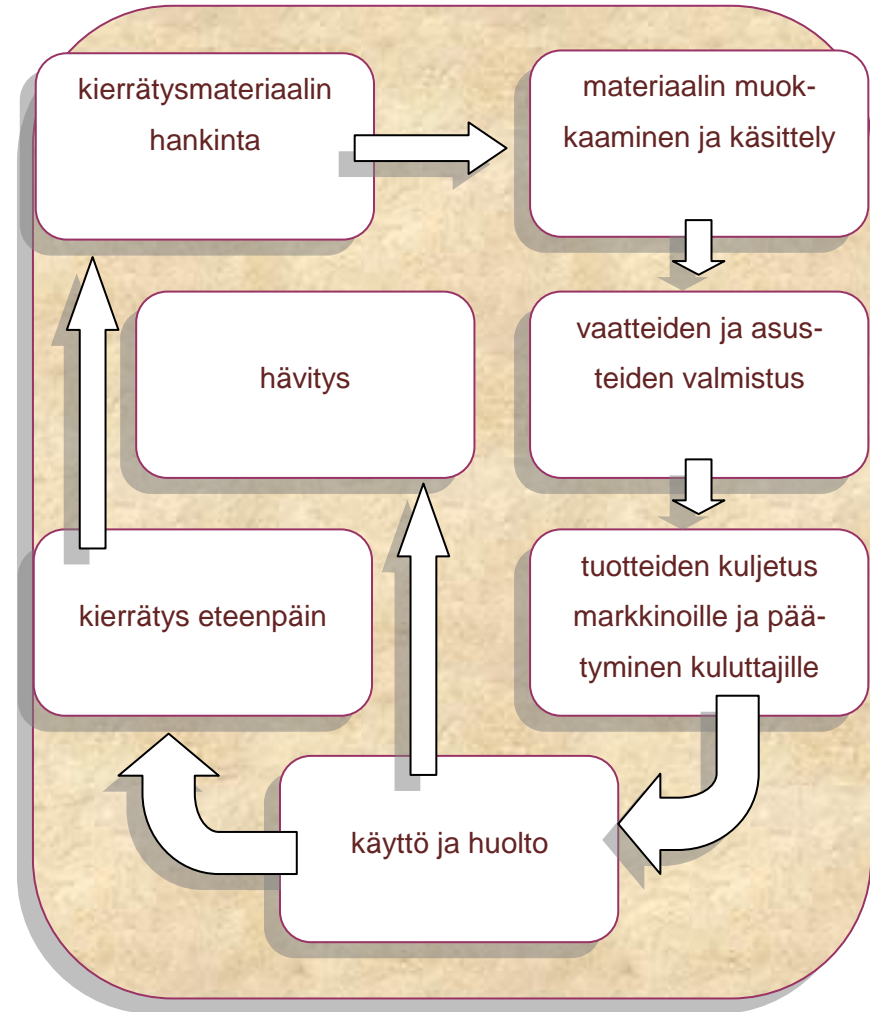 kierrätysmateriaalin
hankinta
materiaalin muok-
kaaminen ja käsittely
vaatteiden ja asus-
teiden valmistus
hävitys
tuotteiden kuljetus
markkinoille ja pää-
tyminen kuluttajille
kierrätys eteenpäin
käyttö ja huolto